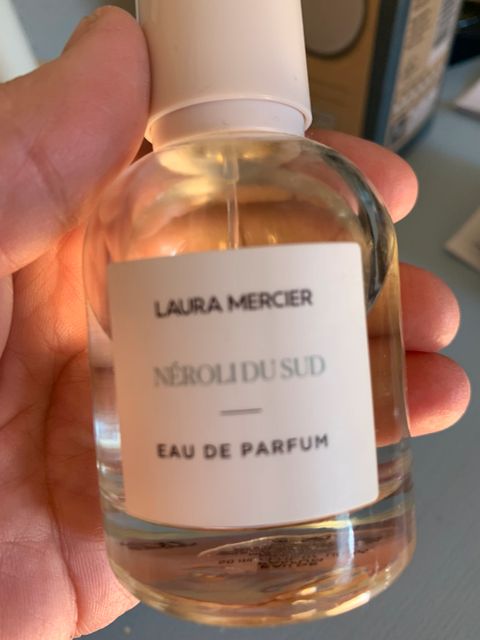 LAURA MERCIER
NÉROLI DU SUD
EAU DE PARFUM